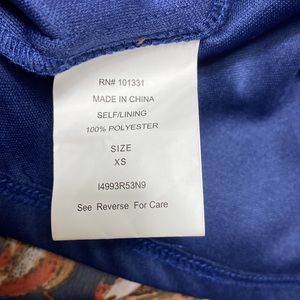 RN# 101331
MADE IN CHINA
SELF/LINING
100% POLYESTER
SIZE
XS
I4993R53N9
See Reverse For Care